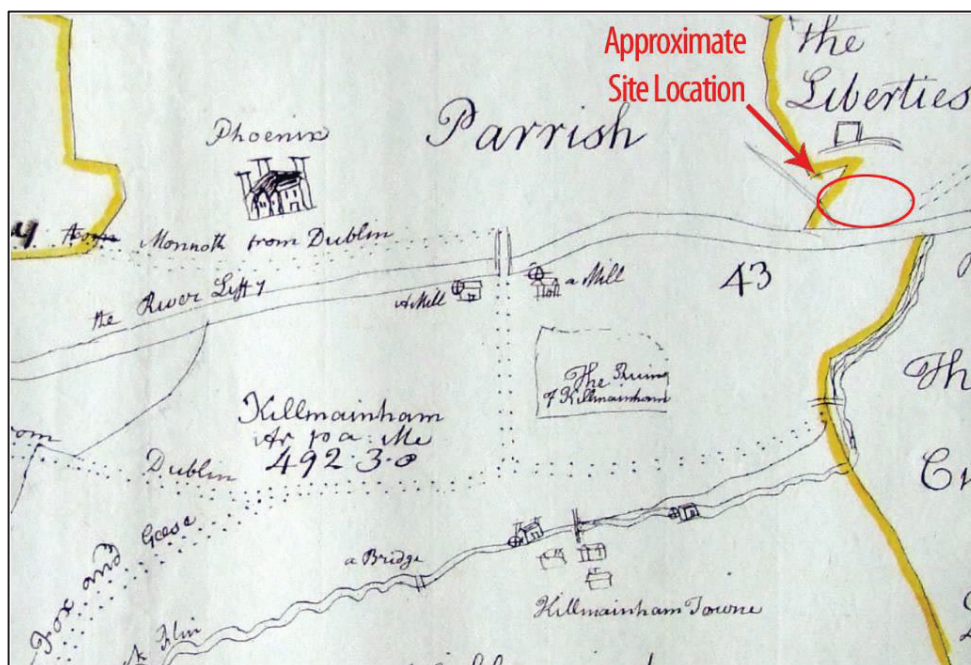 Approximate
Site Location
the
Liberties
Phoenix
Parrish
Monnoth from Dublin
the River Liffy
A Mill
a Mill
43
The Ruins
of Killmainham
Killmainham
Ar ro a: Me
492.3.0
Dublin
Fox and Geese
a Bridge
Killmainham Towne
Th